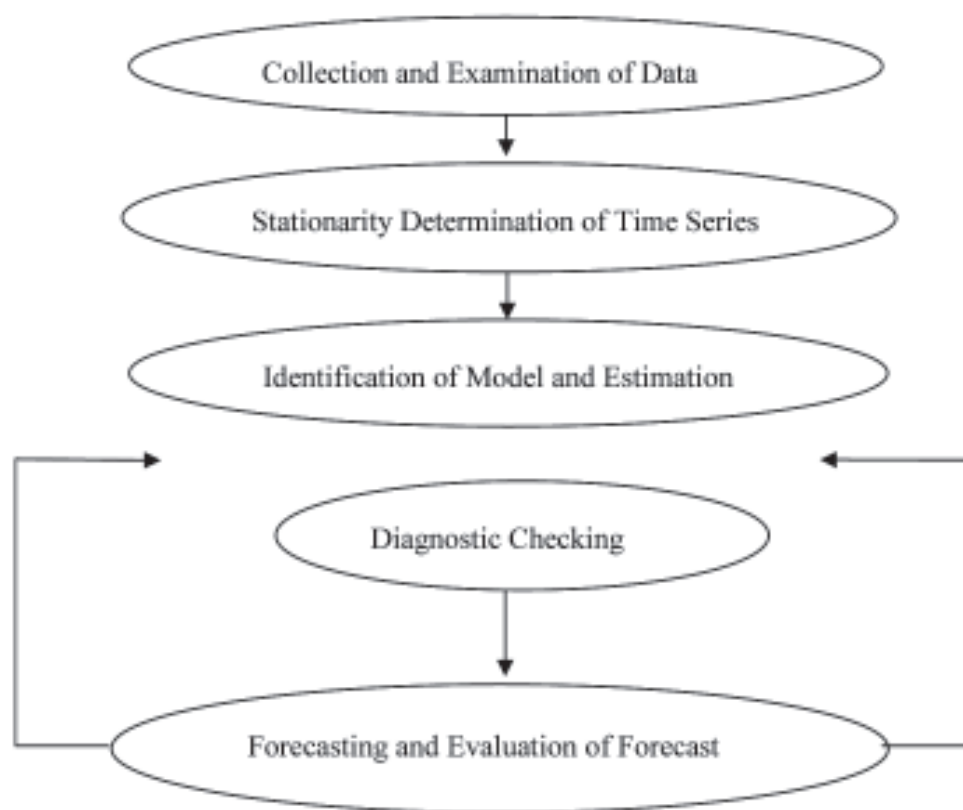 Collection and Examination of Data
Stationarity Determination of Time Series
Identification of Model and Estimation
Diagnostic Checking
Forecasting and Evaluation of Forecast